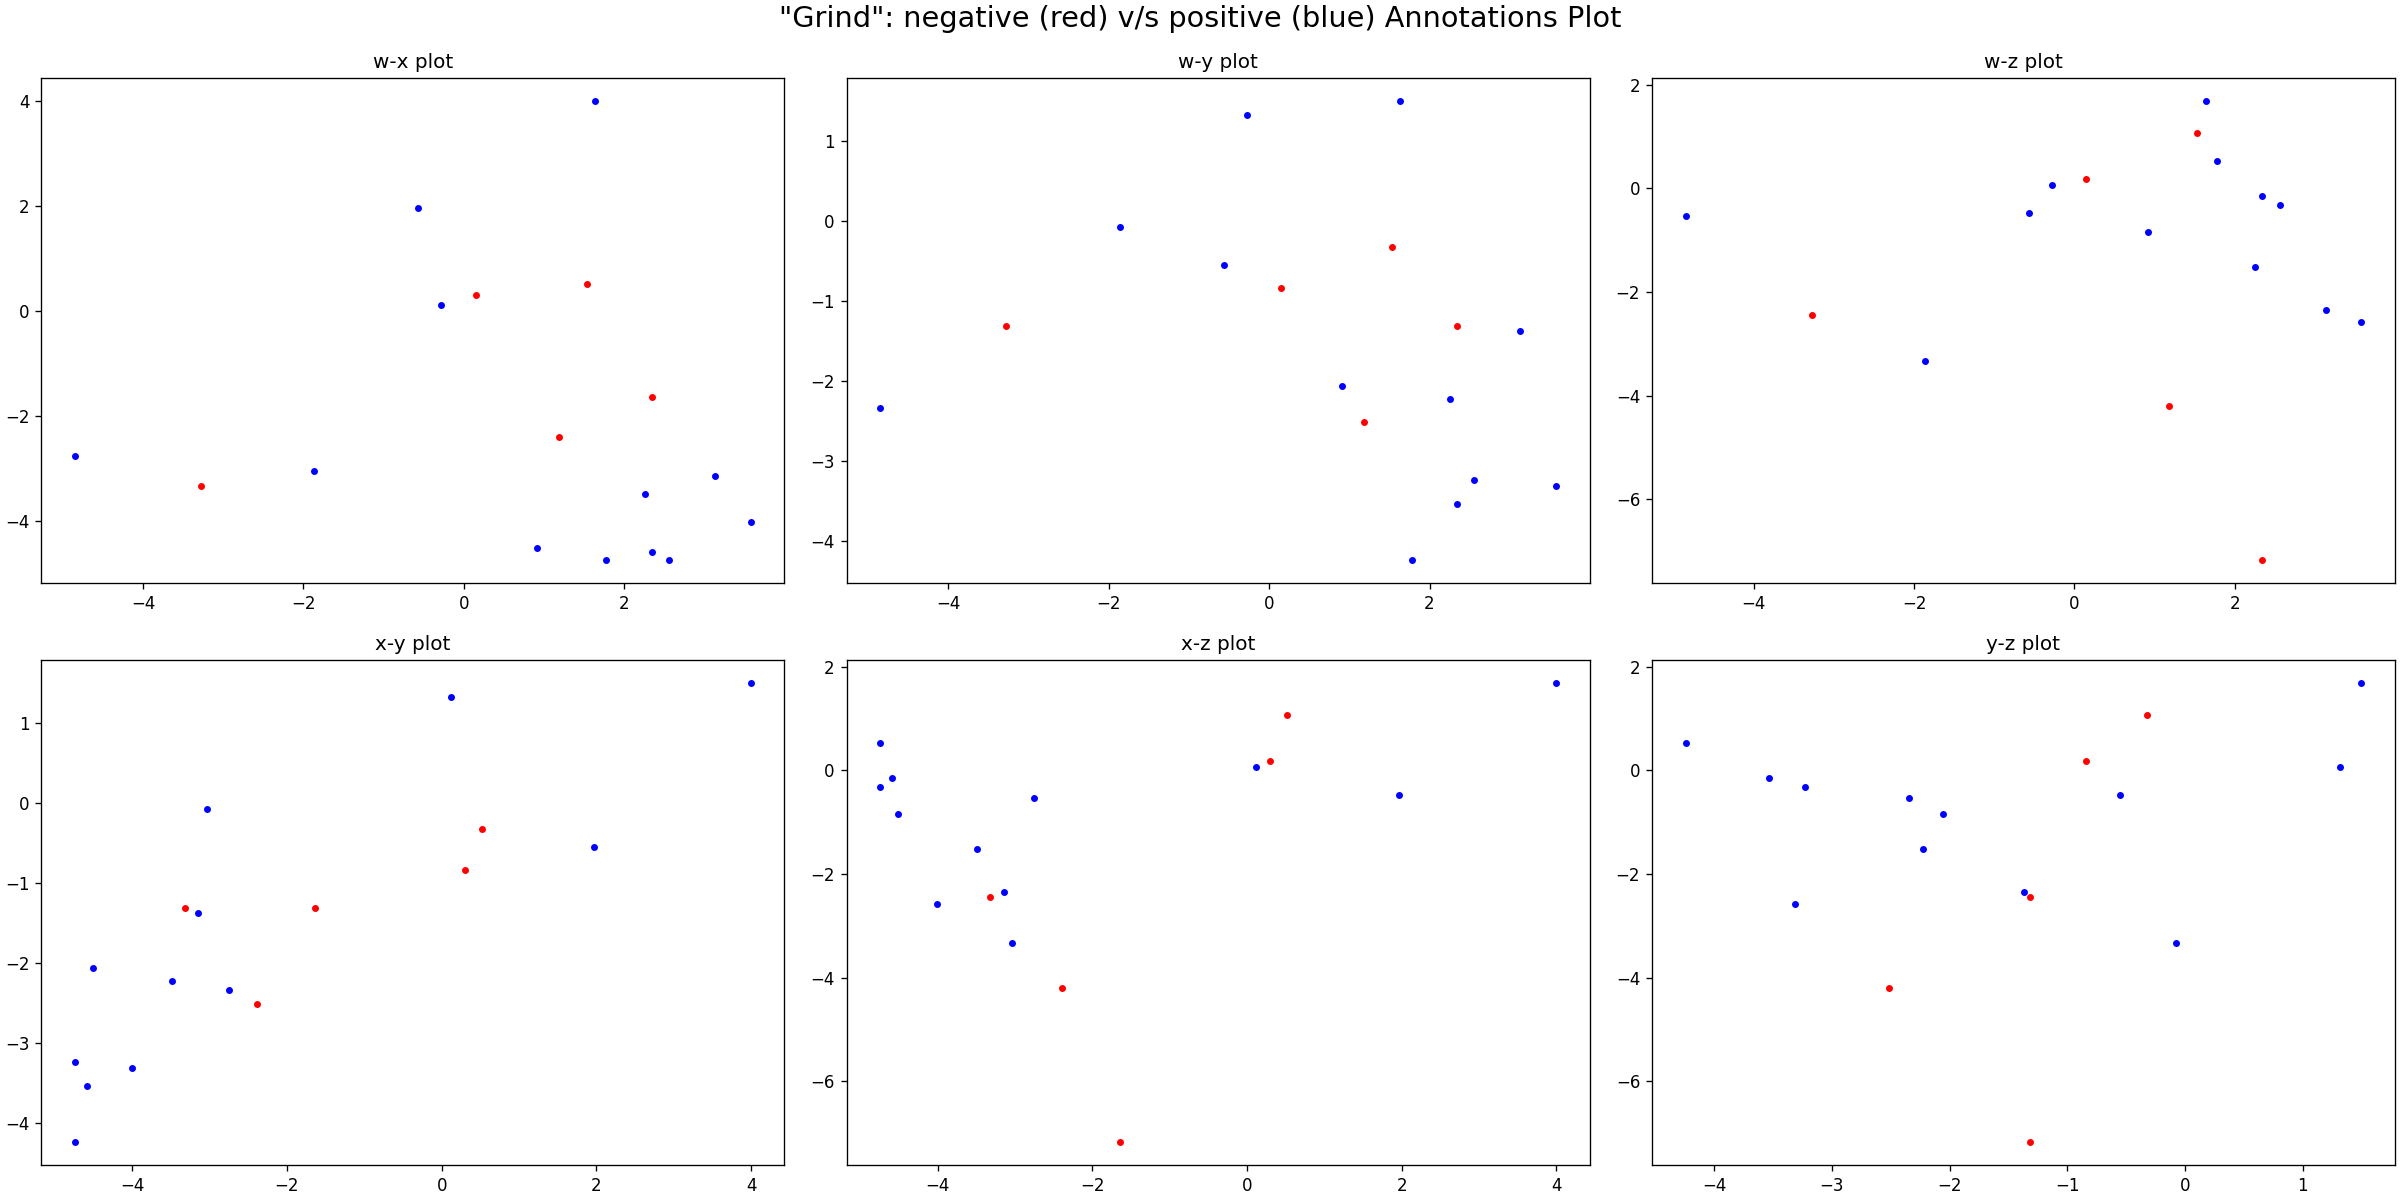 "Grind": negative (red) v/s positive (blue) Annotations Plot
w-x plot
w-y plot
w-z plot
4
2
0
−2
−4
−4 −2 0 2
1
0
−1
−2
−3
−4
−4 −2 0 2
2
0
−2
−4
−6
−4 −2 0 2
x-y plot
x-z plot
y-z plot
1
0
−1
−2
−3
−4
−4 −2 0 2 4
2
0
−2
−4
−6
−4 −2 0 2 4
2
0
−2
−4
−6
−4 −3 −2 −1 0 1